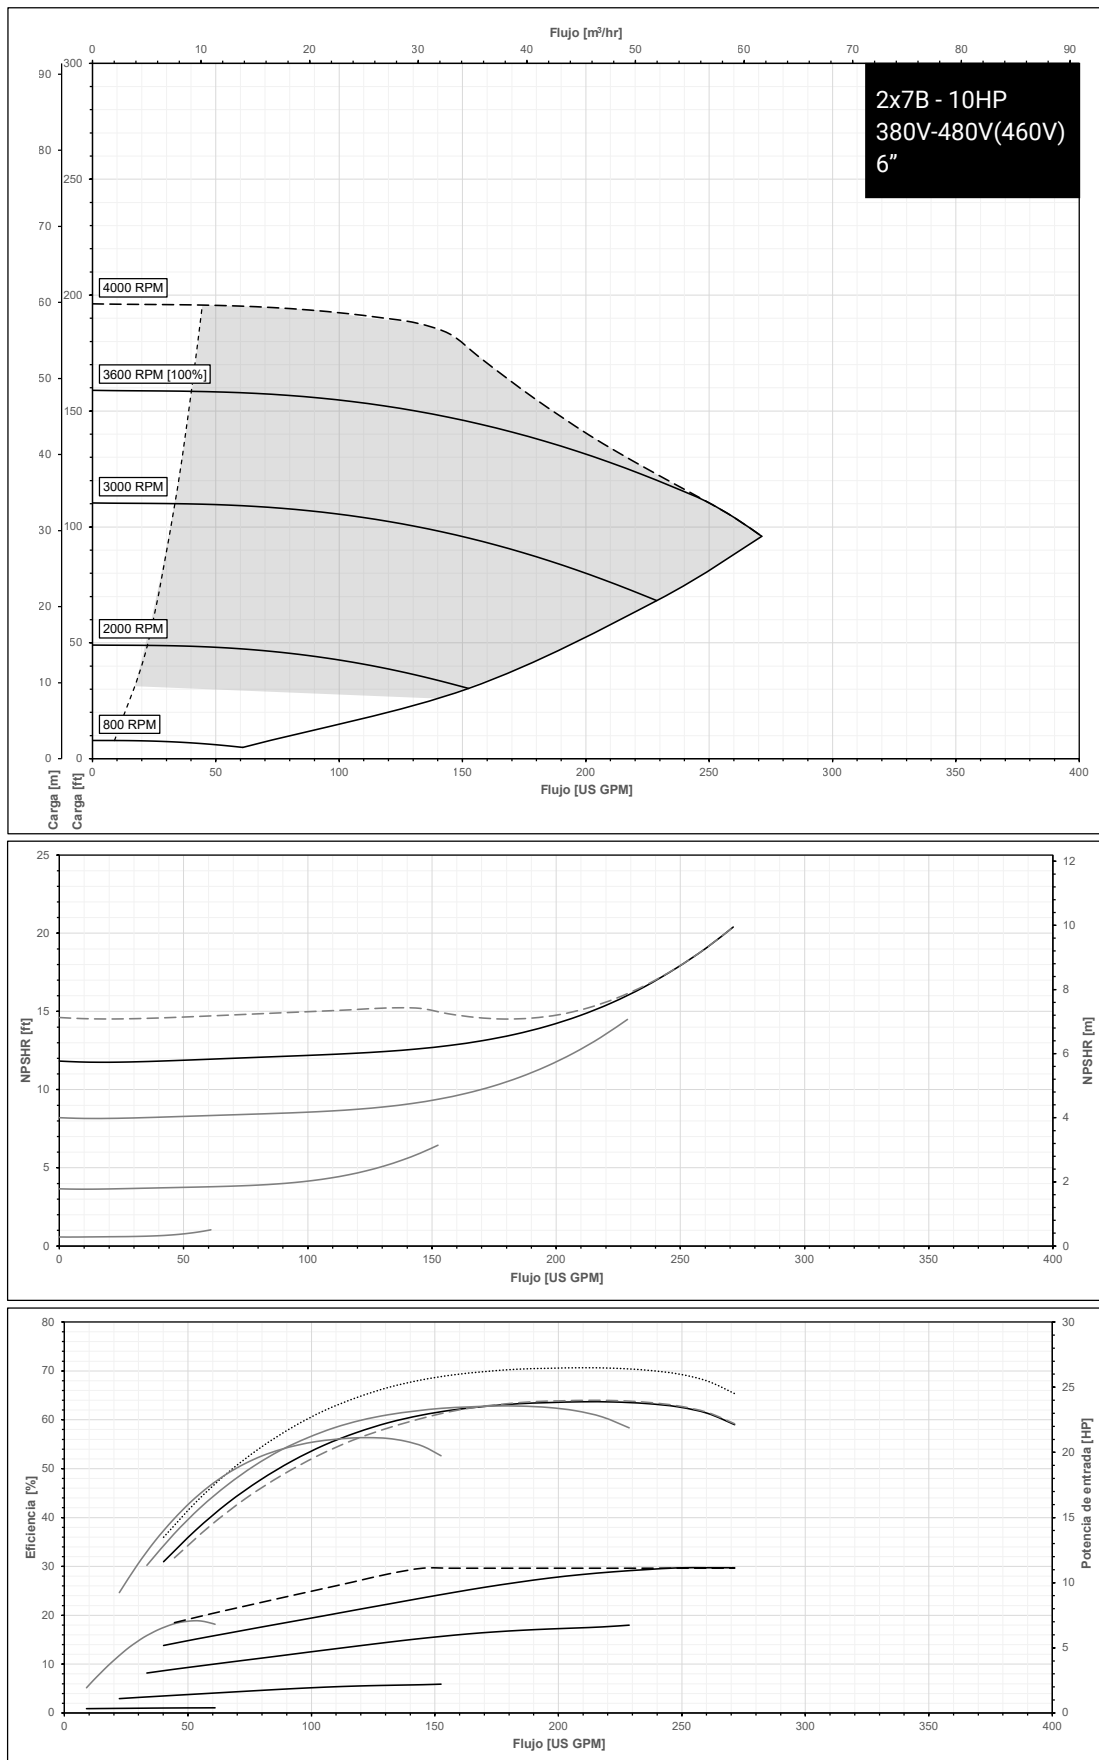 Flujo [m³/hr]
0 10 20 30 40 50 60 70 80 90
2x7B - 10HP
380V-480V(460V)
6”
90 300
80
250
70
4000 RPM
60 200
3600 RPM [100%]
50
150
40
3000 RPM
30 100
20
2000 RPM
50
10
800 RPM
0 0
0 50 100 150 200 250 300 350 400
Carga [m]
Carga [ft]
Flujo [US GPM]
25
20
15
10
5
0
NPSHR [ft]
12
10
8
6
4
2
0
NPSHR [m]
0 50 100 150 200 250 300 350 400
Flujo [US GPM]
80
70
60
50
40
30
20
10
0
Eficiencia [%]
30
25
20
15
10
5
0
Potencia de entrada [HP]
0 50 100 150 200 250 300 350 400
Flujo [US GPM]